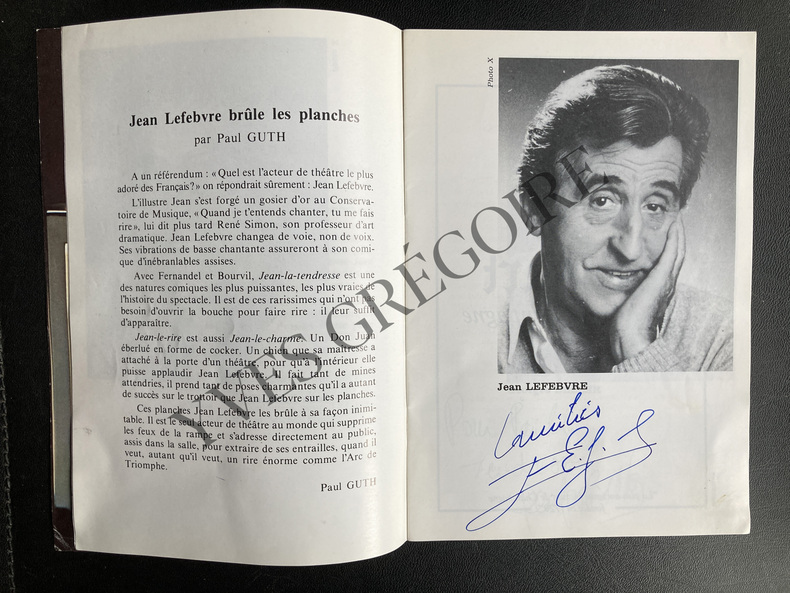 Jean Lefebvre brûle les planches
par Paul GUTH
A un référendum : « Quel est l'acteur de théâtre le plus
adoré des Français? » on répondrait sûrement : Jean Lefebvre.
L'illustre Jean s'est forgé un gosier d'or au Conserva-
toire de Musique, « Quand je t'entends chanter, tu me fais
rire », lui dit plus tard René Simon, son professeur d'art
dramatique. Jean Lefebvre changea de voie, non de voix.
Ses vibrations de basse chantante assureront à son comi-
que d'inébranlables assises.
Avec Fernandel et Bourvil, Jean-la-tendresse est une
des natures comiques les plus puissantes, les plus vraies de
l'histoire du spectacle. Il est de ces rarissimes qui n'ont pas
besoin d'ouvrir la bouche pour faire rire : il leur suffit
d'apparaître.
Jean-le-rire est aussi Jean-le-charme. Un Don Juan
éberlué en forme de cocker. Un chien que sa maîtresse a
attaché à la porte d'un théâtre, pour qu'à l'intérieur elle
puisse applaudir Jean Lefebvre. Il fait tant de mines
attendries, il prend tant de poses charmantes qu'il a autant
de succès sur le trottoir que Jean Lefebvre sur les planches.
Ces planches Jean Lefebvre les brûle à sa façon inimi-
table. Il est le seul acteur de théâtre au monde qui supprime
les feux de la rampe et s'adresse directement au public,
assis dans la salle, pour extraire de ses entrailles, quand il
veut, autant qu'il veut, un rire énorme comme l'Arc de
Triomphe.
Paul GUTH
Photo X
Jean LEFEBVRE
YVES GRÉGOIRE